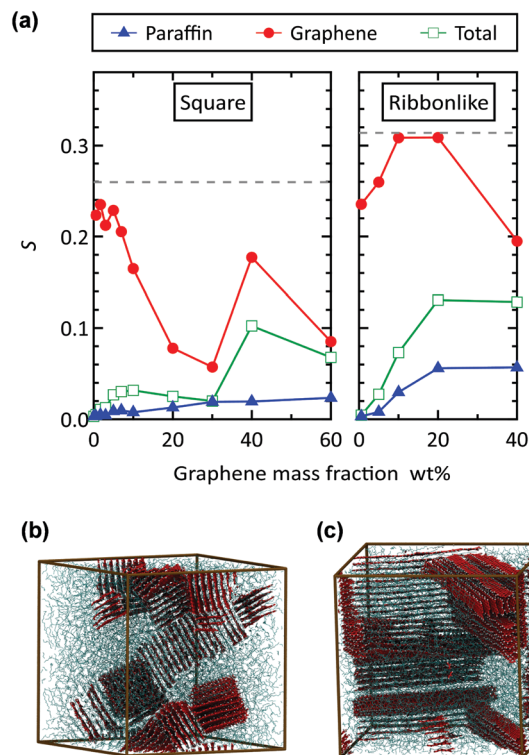 (a)
Paraffin Graphene Total
Square Ribbonlike
0.3
0.2
0.1
0.0
S
0 20 40 60 0 20 40
Graphene mass fraction wt%
(b) (c)